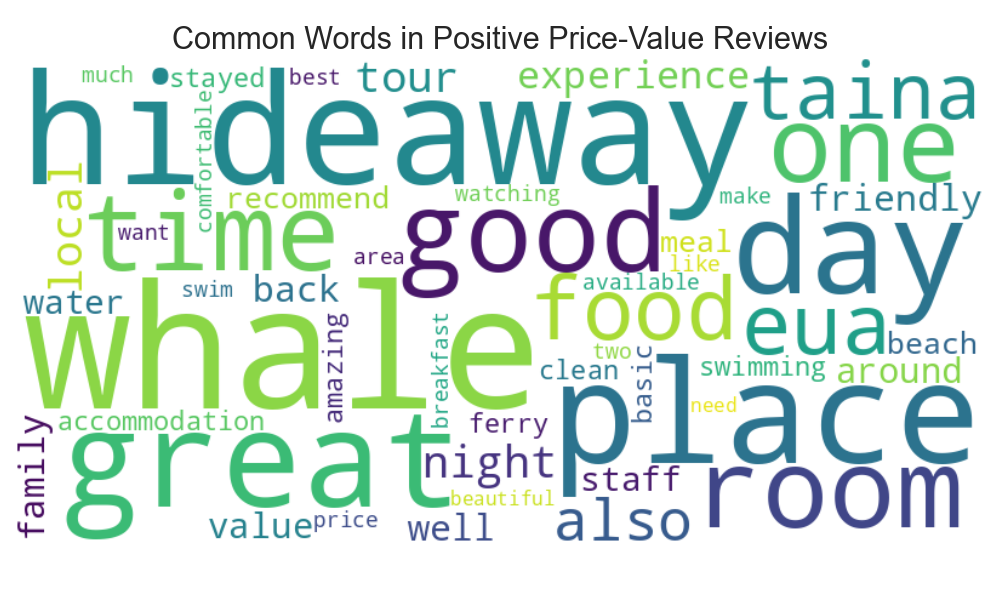 Common Words in Positive Price-Value Reviews
much
stayed
best
tour
experience
taina
hideaway
one
comfortable
local
recommend
watching
make
friendly
time
want
good
day
area
meal
like
water
swim
back
available
food
eua
beach
whale
amazing
breakfast
two
clean
basic
swimming
around
place
need
family
accommodation
great
ferry
night
staff
room
beautiful
value
price
well
also